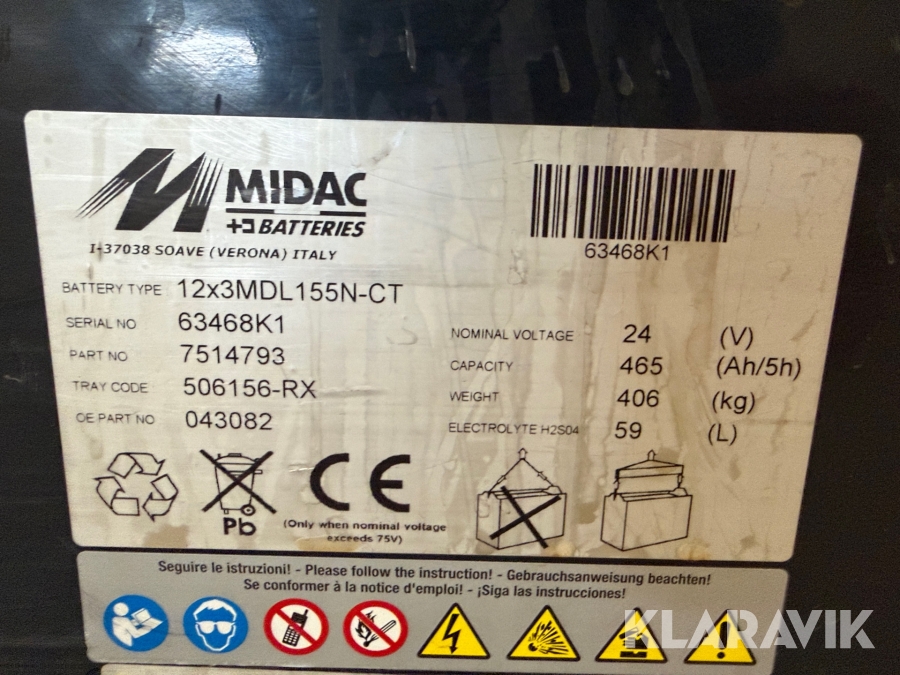 MIDAC
BATTERIES
I-37038 SOAVE (VERONA) ITALY
63468K1
BATTERY TYPE 12x3MDL155N-CT
SERIAL NO 63468K1
PART NO 7514793
TRAY CODE 506156-RX
OE PART NO 043082
NOMINAL VOLTAGE 24 (V)
CAPACITY 465 (Ah/5h)
WEIGHT 406 (kg)
ELECTROLYTE H2S04 59 (L)
Pb
CE
(Only when nominal voltage
exceeds 75V)
Seguire le istruzioni! - Please follow the instruction! - Gebrauchsanweisung beachten!
Se conformer à la notice d'emploi! - ¡Siga las instrucciones!
KLARAVIK